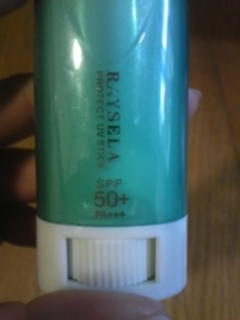 RAYSELA
PROTECT UV STICK
SPF
50+
PA+++